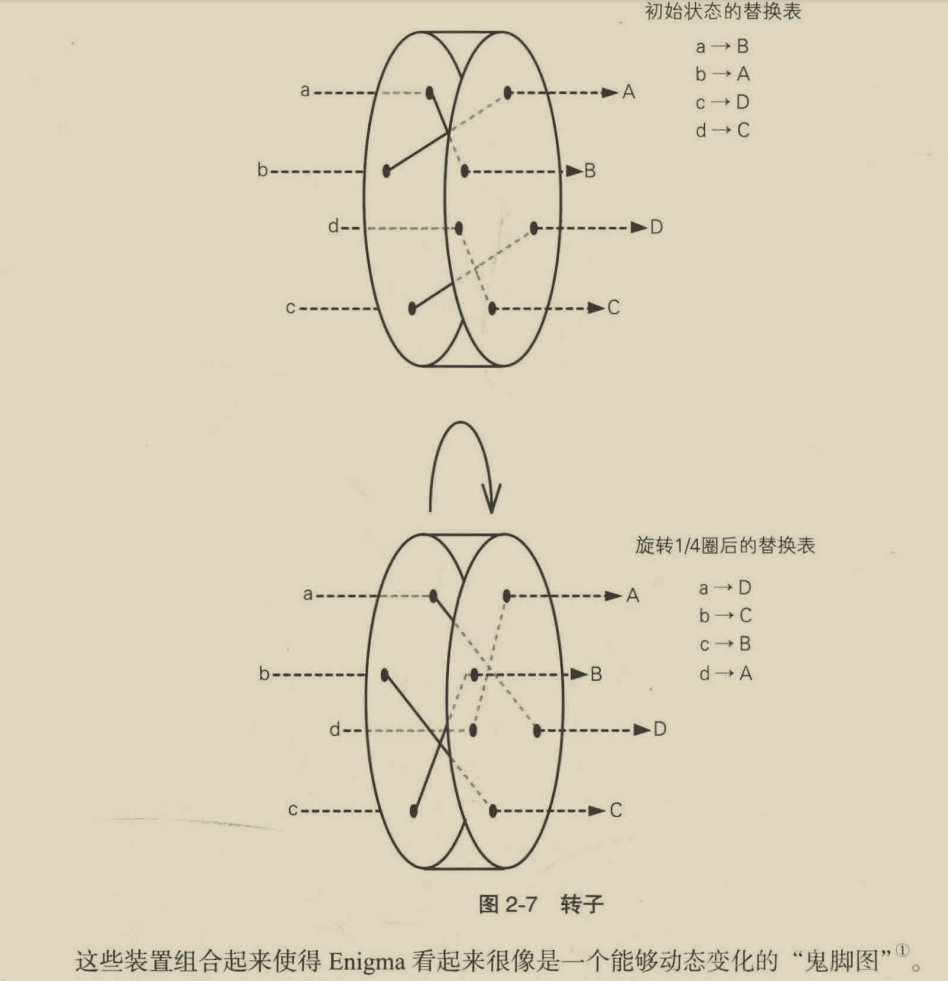 初始状态的替换表
a→B
b→A
c→D
d→C
a A
b B
d D
c C
旋转1/4圈后的替换表
a→D
b→C
c→B
d→A
a A
b B
d D
c C
图 2-7 转子
这些装置组合起来使得 Enigma 看起来很像是一个能够动态变化的“鬼脚图”①。